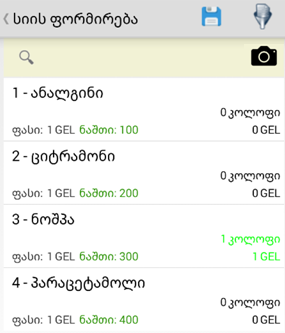 სიის ფორმირება
1 - ანალგინი
0 კოლოფი
ფასი: 1 GEL ნაშთი: 100 0 GEL
2 - ციტრამონი
0 კოლოფი
ფასი: 1 GEL ნაშთი: 200 0 GEL
3 - ნოშპა
1 კოლოფი
ფასი: 1 GEL ნაშთი: 300 1 GEL
4 - პარაცეტამოლი
0 კოლოფი
ფასი: 1 GEL ნაშთი: 400 0 GEL